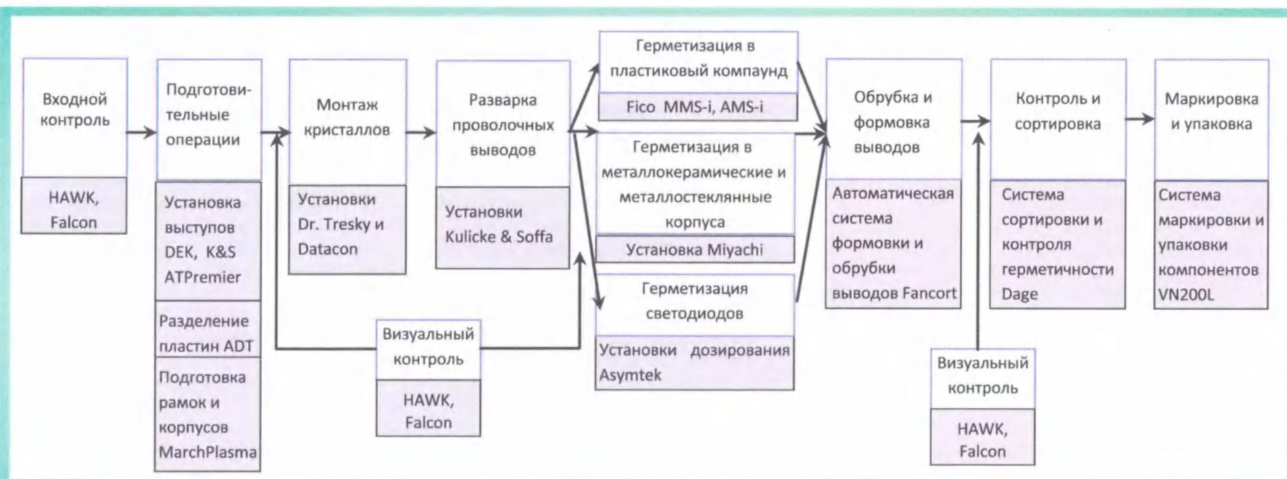 Входной
контроль
HAWK,
Falcon
Подготови-
тельные
операции
Установка
выступов
DEK, K&S
ATPremier
Разделение
пластин ADT
Подготовка
рамок и
корпусов
MarchPlasma
Монтаж
кристаллов
Установки
Dr. Tresky и
Datacon
Разварка
проволочных
выводов
Установки
Kulicke & Soffa
Визуальный
контроль
HAWK,
Falcon
Герметизация в
пластиковый компаунд
Fico MMS-i, AMS-i
Герметизация в
металлокерамические и
металлостеклянные
корпуса
Установка Miyachi
Герметизация
светодиодов
Установки дозирования
Asymtek
Обрубка и
формовка
выводов
Автоматическая
система
формовки и
обрубки
выводов Fancort
Контроль и
сортировка
Система
сортировки и
контроля
герметичности
Dage
Визуальный
контроль
HAWK,
Falcon
Маркировка
и упаковка
Система
маркировки и
упаковки
компонентов
VN200L